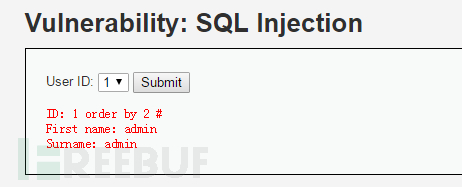 Vulnerability: SQL Injection
User ID: 1 Submit
ID: 1 order by 2 #
First name: admin
Surname: admin
FREEBUF